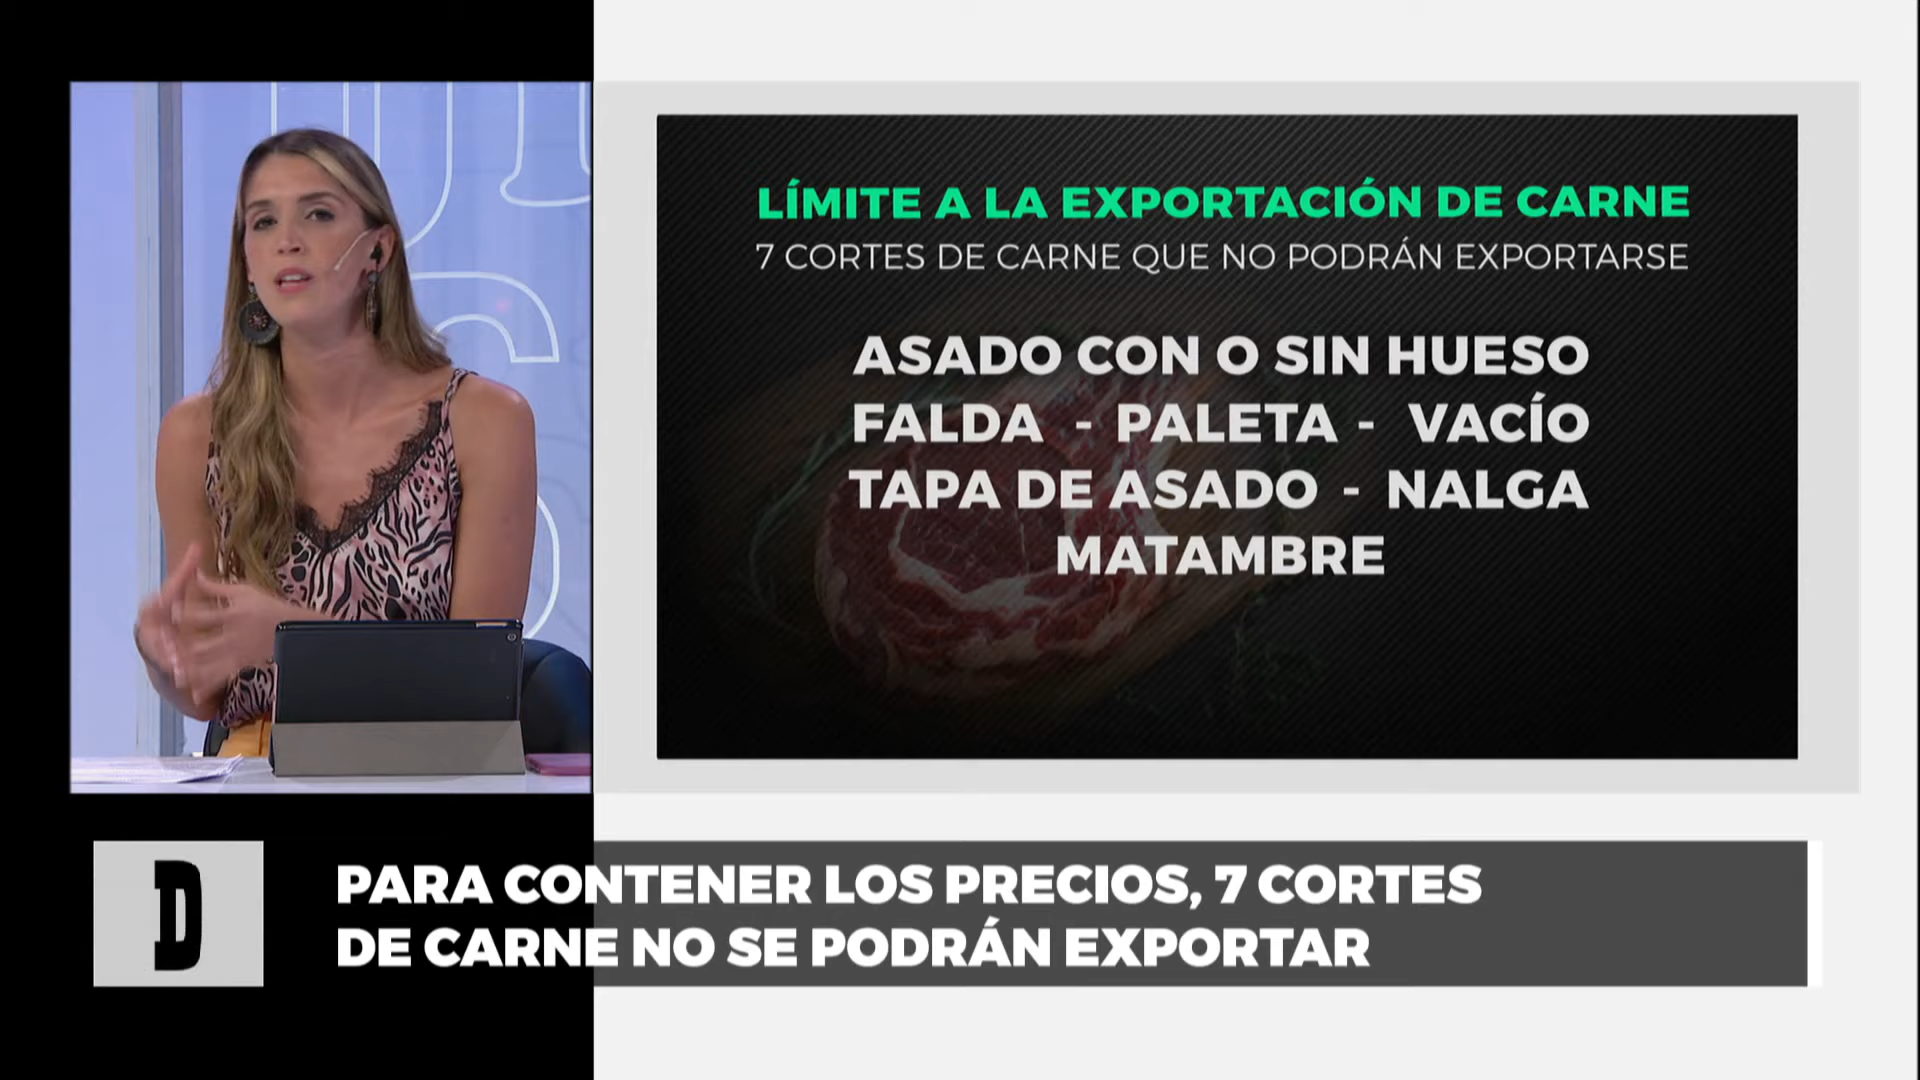 LÍMITE A LA EXPORTACIÓN DE CARNE
7 CORTES DE CARNE QUE NO PODRÁN EXPORTARSE
ASADO CON O SIN HUESO
FALDA - PALETA - VACÍO
TAPA DE ASADO - NALGA
MATAMBRE
D
PARA CONTENER LOS PRECIOS, 7 CORTES
DE CARNE NO SE PODRÁN EXPORTAR